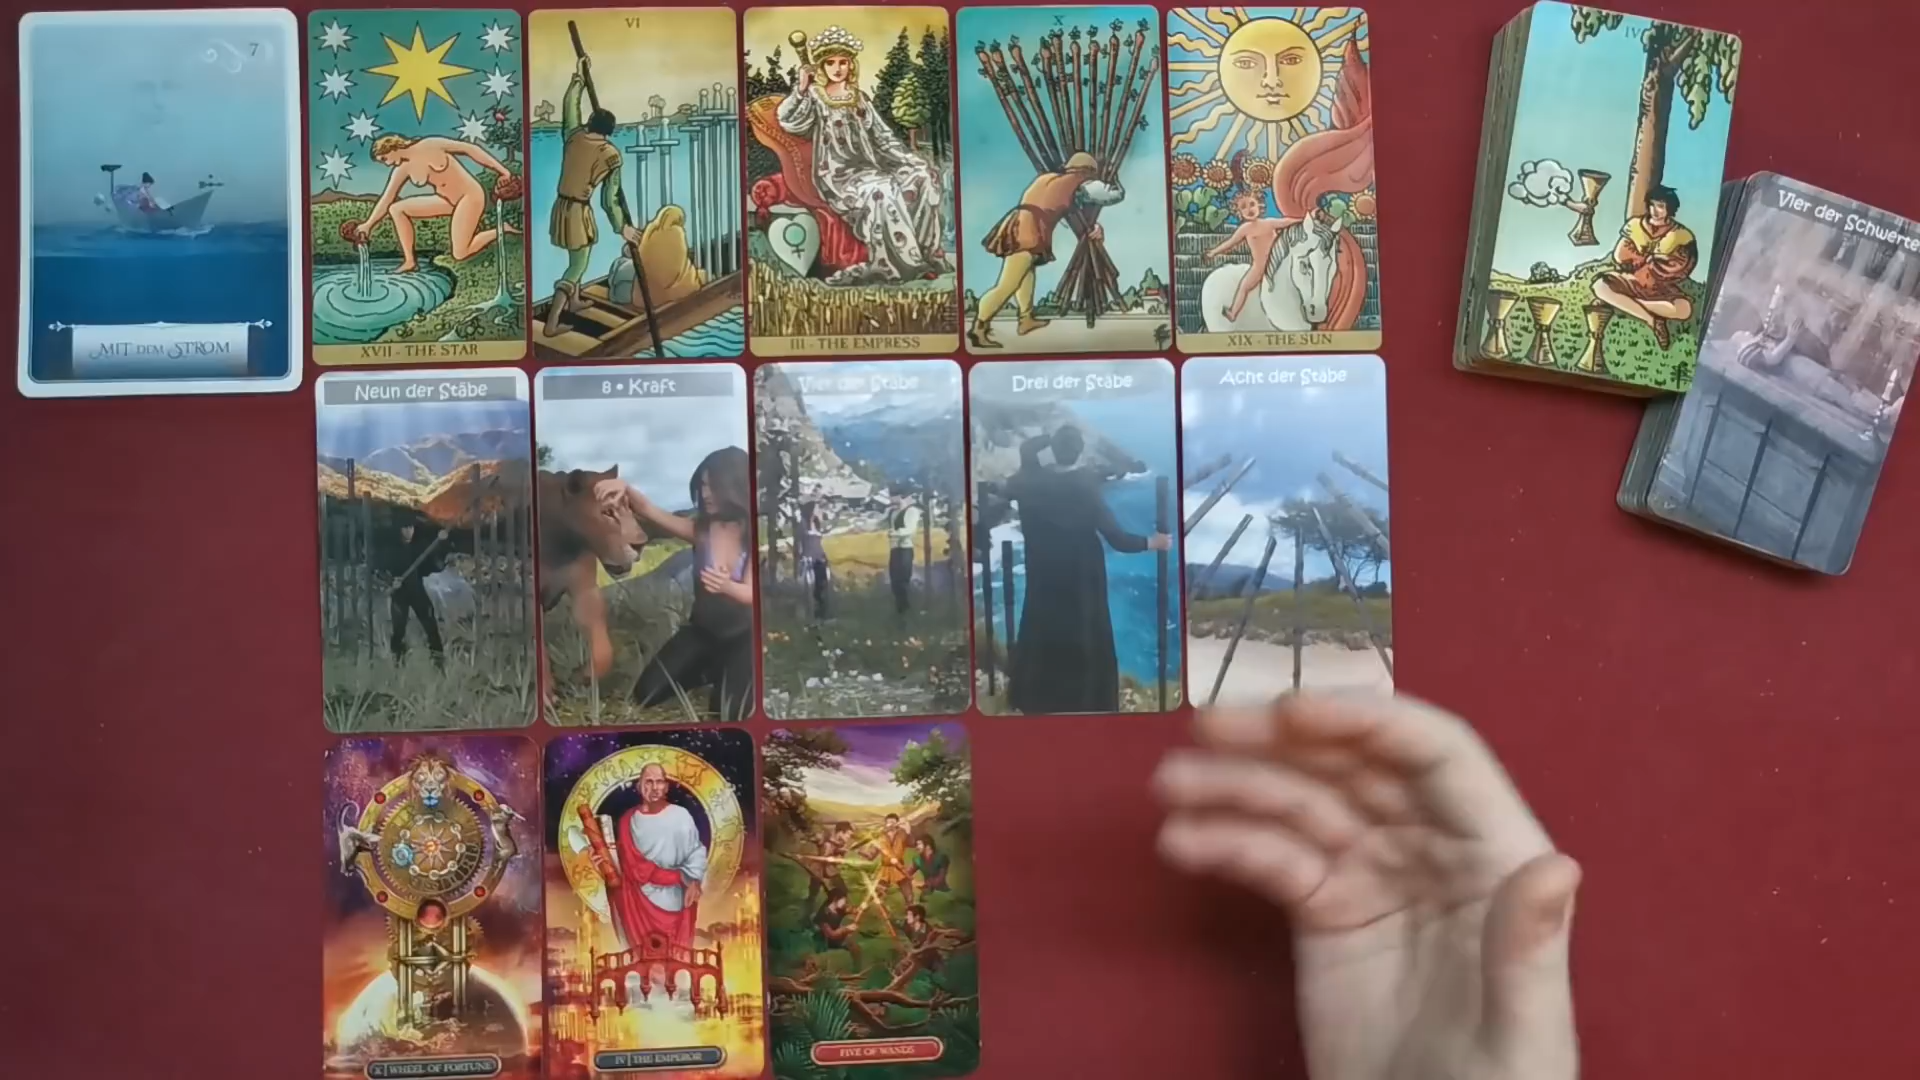 7
MIT DEM STROM
XVII - THE STAR
VI
III - THE EMPRESS
X
XIX - THE SUN
IV
Vier der Schwerter
Neun der Stäbe
8 • Kraft
Vier der Stäbe
Drei der Stäbe
Acht der Stäbe
X | WHEEL OF FORTUNE
IV | THE EMPEROR
FIVE OF WANDS